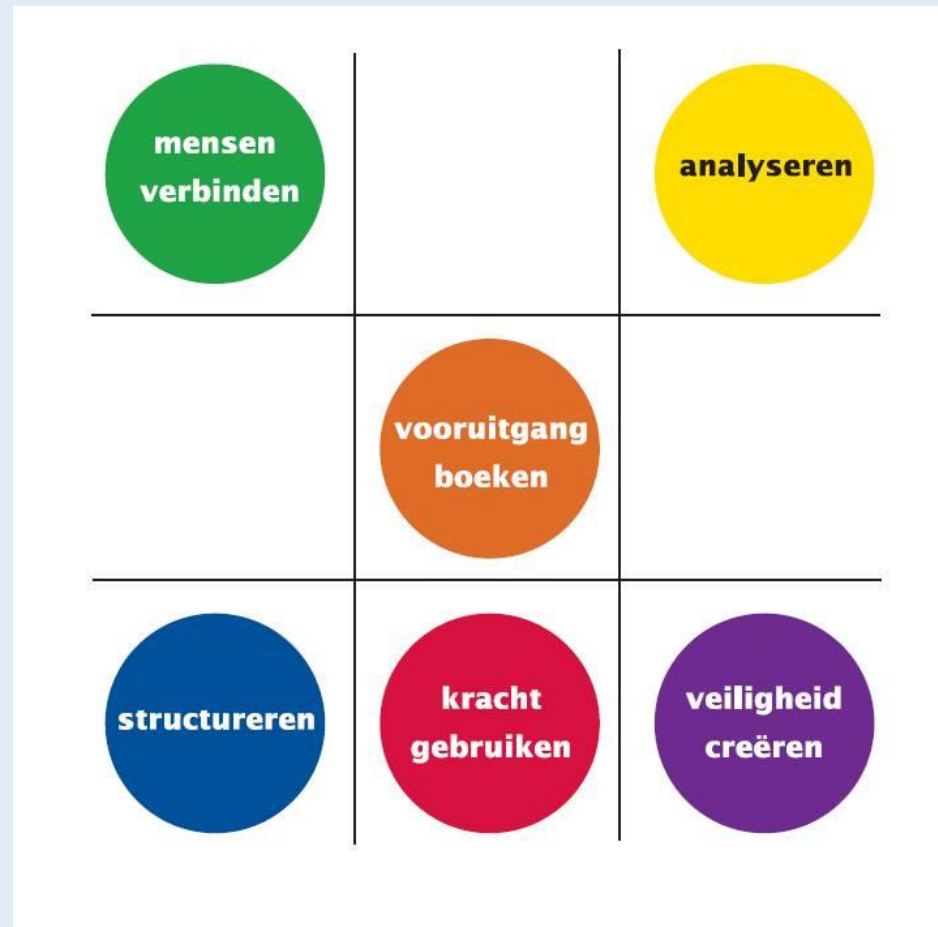 mensen
verbinden
analyseren
vooruitgang
boeken
structureren
kracht
gebruiken
veiligheid
creëren